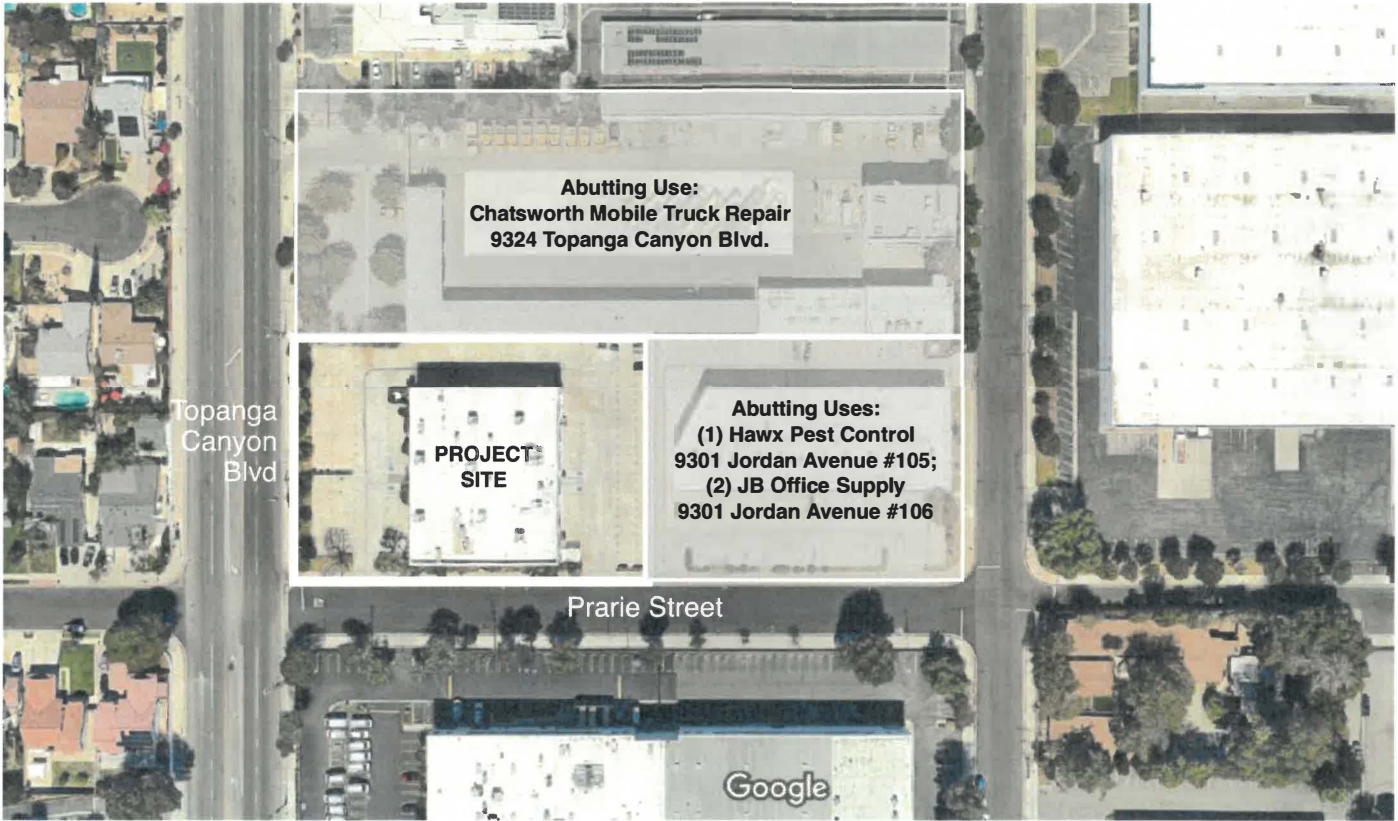 Abutting Use:
Chatsworth Mobile Truck Repair
9324 Topanga Canyon Blvd.
Topanga
Canyon
Blvd
PROJECT
SITE
Abutting Uses:
(1) Hawx Pest Control
9301 Jordan Avenue #105;
(2) JB Office Supply
9301 Jordan Avenue #106
Prarie Street
Google